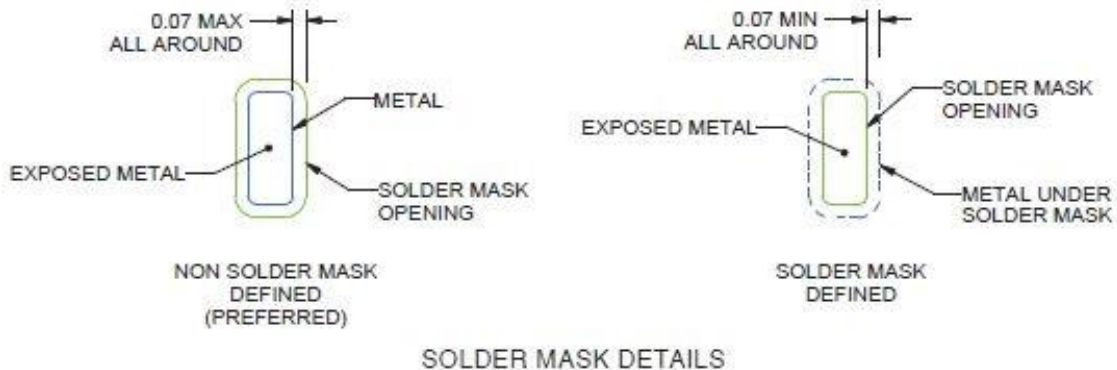 0.07 MAX
ALL AROUND
METAL
EXPOSED METAL
SOLDER MASK
OPENING
NON SOLDER MASK
DEFINED
(PREFERRED)
0.07 MIN
ALL AROUND
SOLDER MASK
OPENING
EXPOSED METAL
METAL UNDER
SOLDER MASK
SOLDER MASK
DEFINED
SOLDER MASK DETAILS